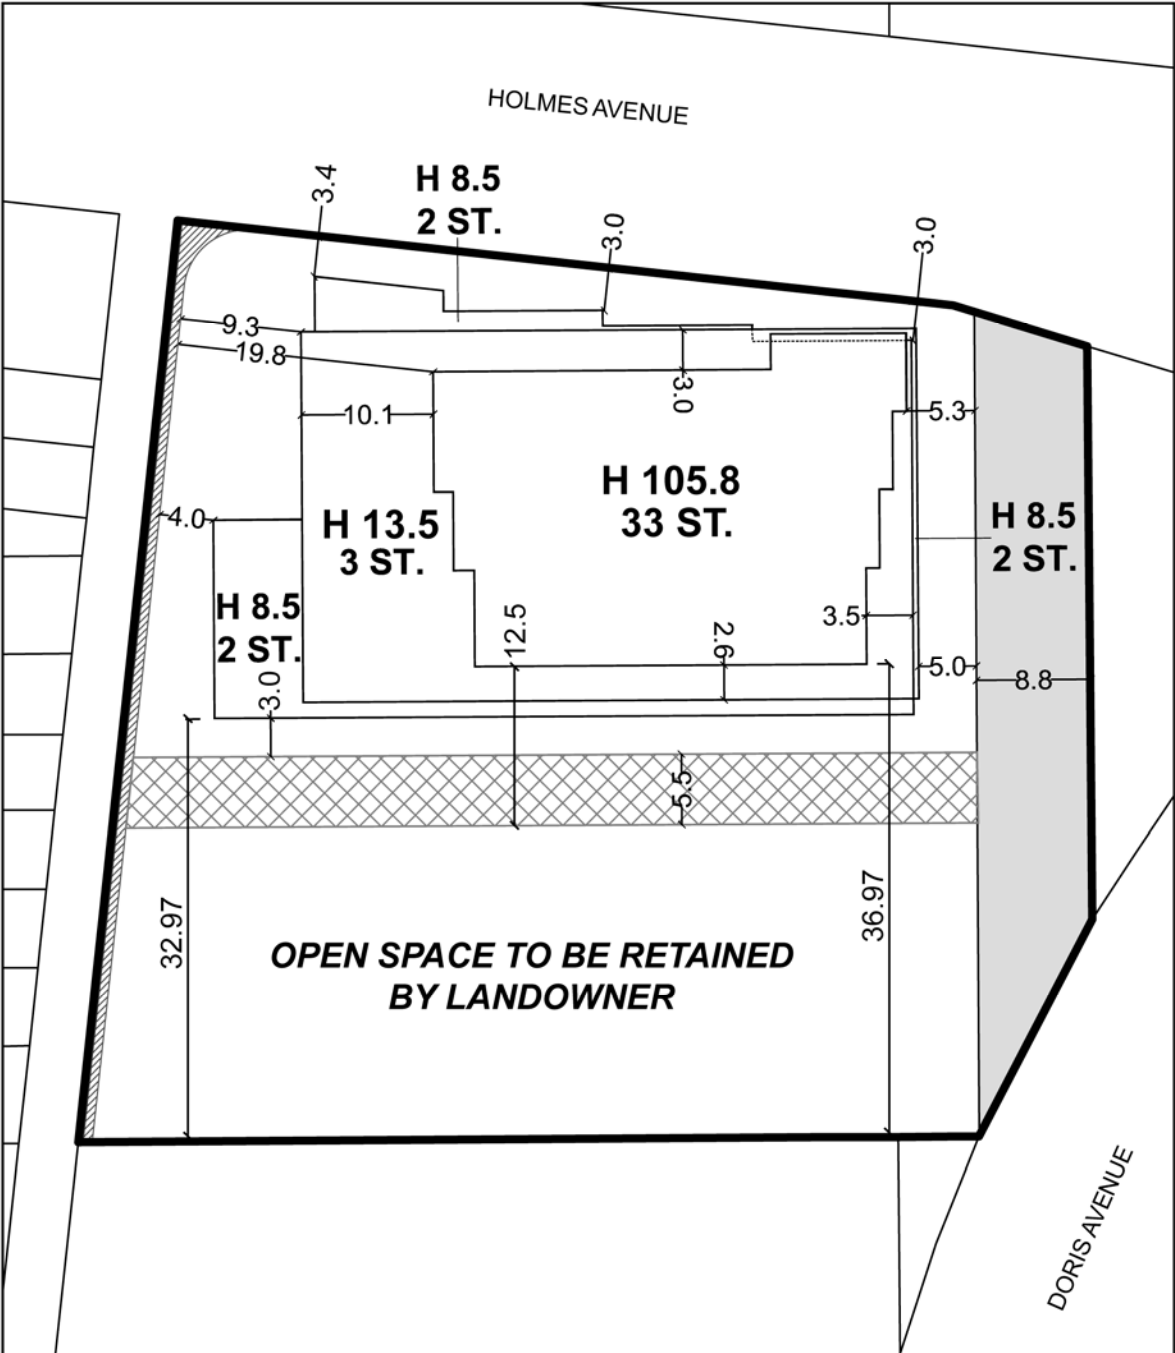 HOLMES AVENUE
3.4
H 8.5
2 ST.
3.0
3.0
9.3
19.8
3.0
10.1
5.3
H 105.8
33 ST.
H 13.5
3 ST.
H 8.5
2 ST.
4.0
H 8.5
2 ST.
12.5
2.6
3.5
3.0
5.0
8.8
5.5
32.97
36.97
OPEN SPACE TO BE RETAINED
BY LANDOWNER
DORIS AVENUE